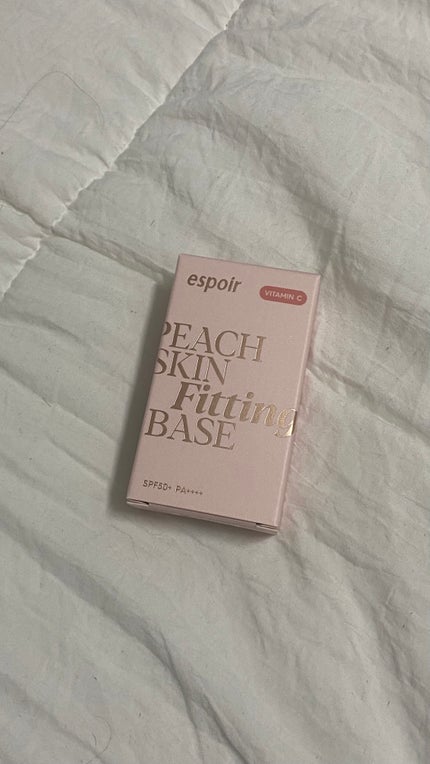 espoir
VITAMIN C
PEACH
SKIN
Fitting
BASE
SPF50+ PA++++